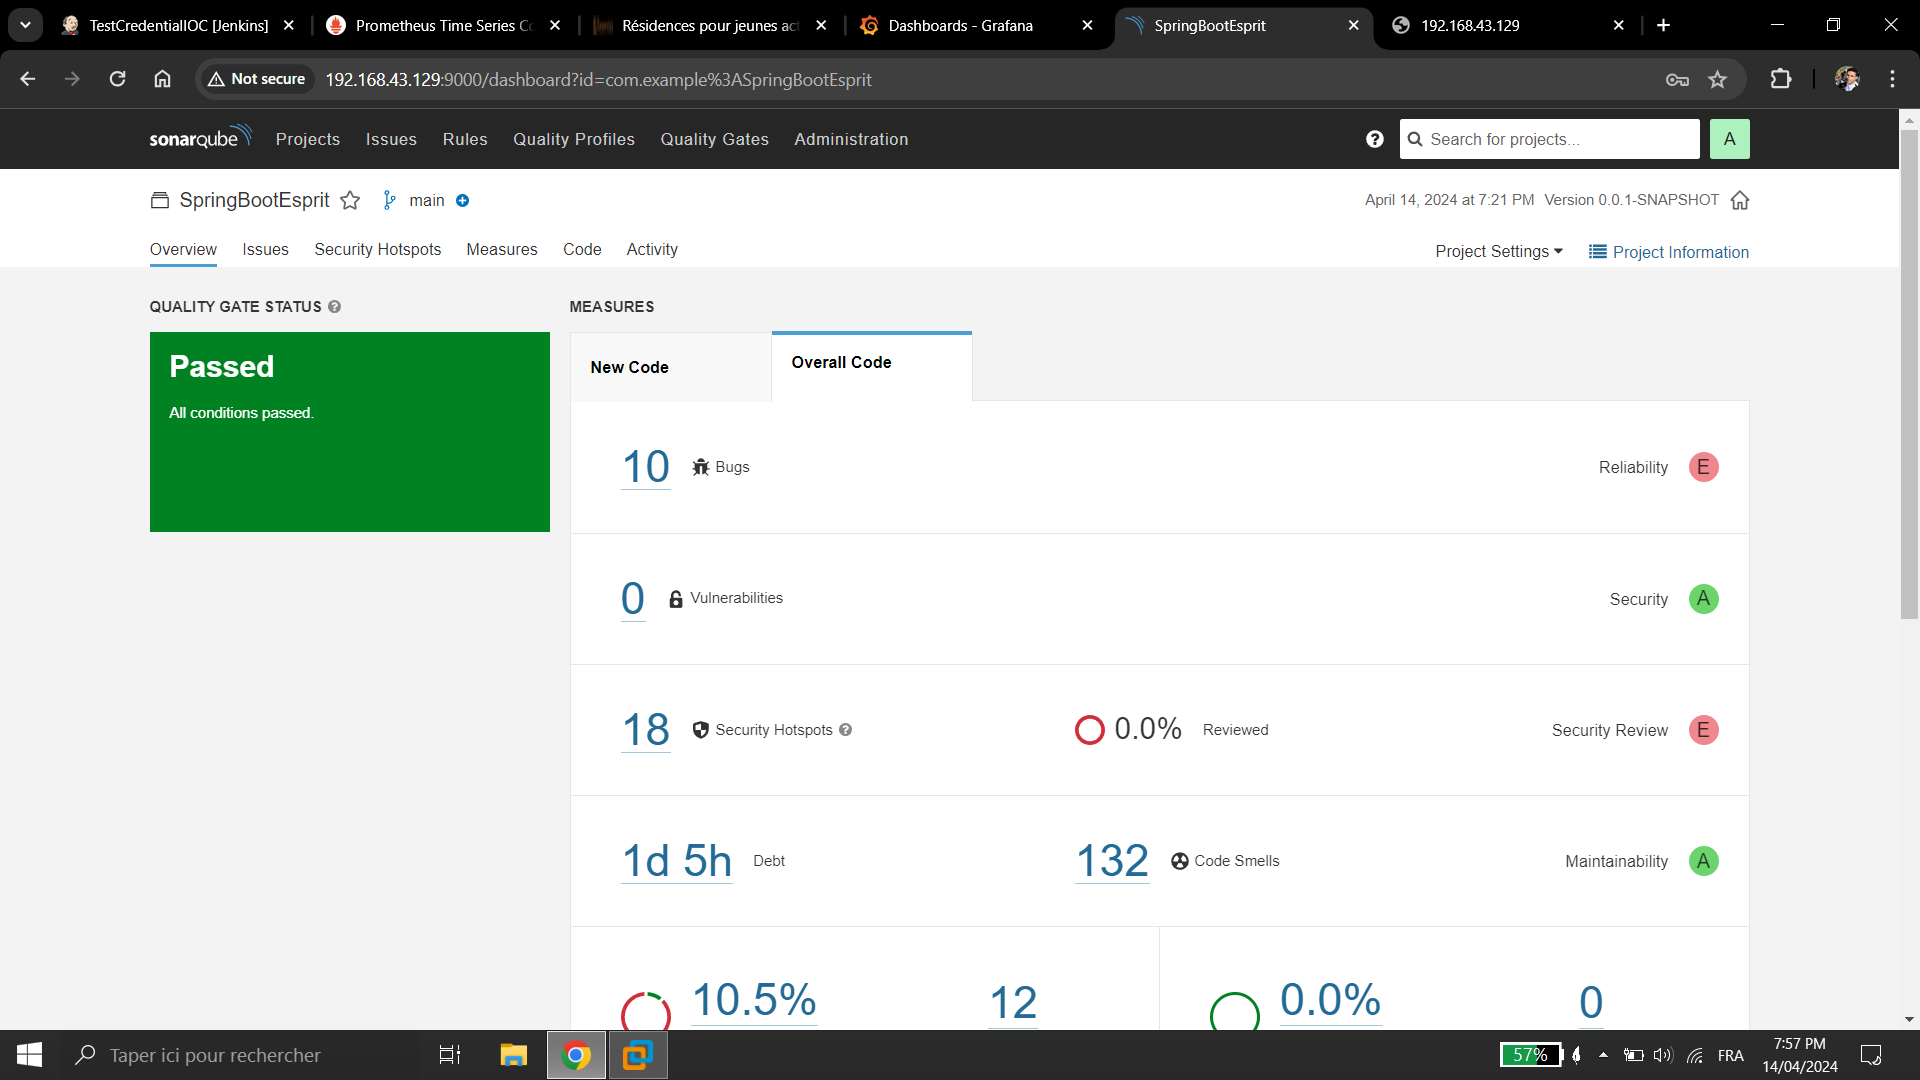 TestCredentialIOC [Jenkins]
Prometheus Time Series Co
Résidences pour jeunes act
Dashboards - Grafana
SpringBootEsprit
192.168.43.129
Not secure
192.168.43.129:9000/dashboard?id=com.example%3ASpringBootEsprit
sonarqube
Projects
Issues
Rules
Quality Profiles
Quality Gates
Administration
Search for projects...
A
SpringBootEsprit
main
April 14, 2024 at 7:21 PM
Version 0.0.1-SNAPSHOT
Overview
Issues
Security Hotspots
Measures
Code
Activity
Project Settings
Project Information
QUALITY GATE STATUS
MEASURES
Passed
All conditions passed.
New Code
Overall Code
10
Bugs
Reliability
E
0
Vulnerabilities
Security
A
18
Security Hotspots
0.0%
Reviewed
Security Review
E
1d 5h
Debt
132
Code Smells
Maintainability
A
10.5%
12
0.0%
0
Taper ici pour rechercher
57%
FRA
7:57 PM
14/04/2024